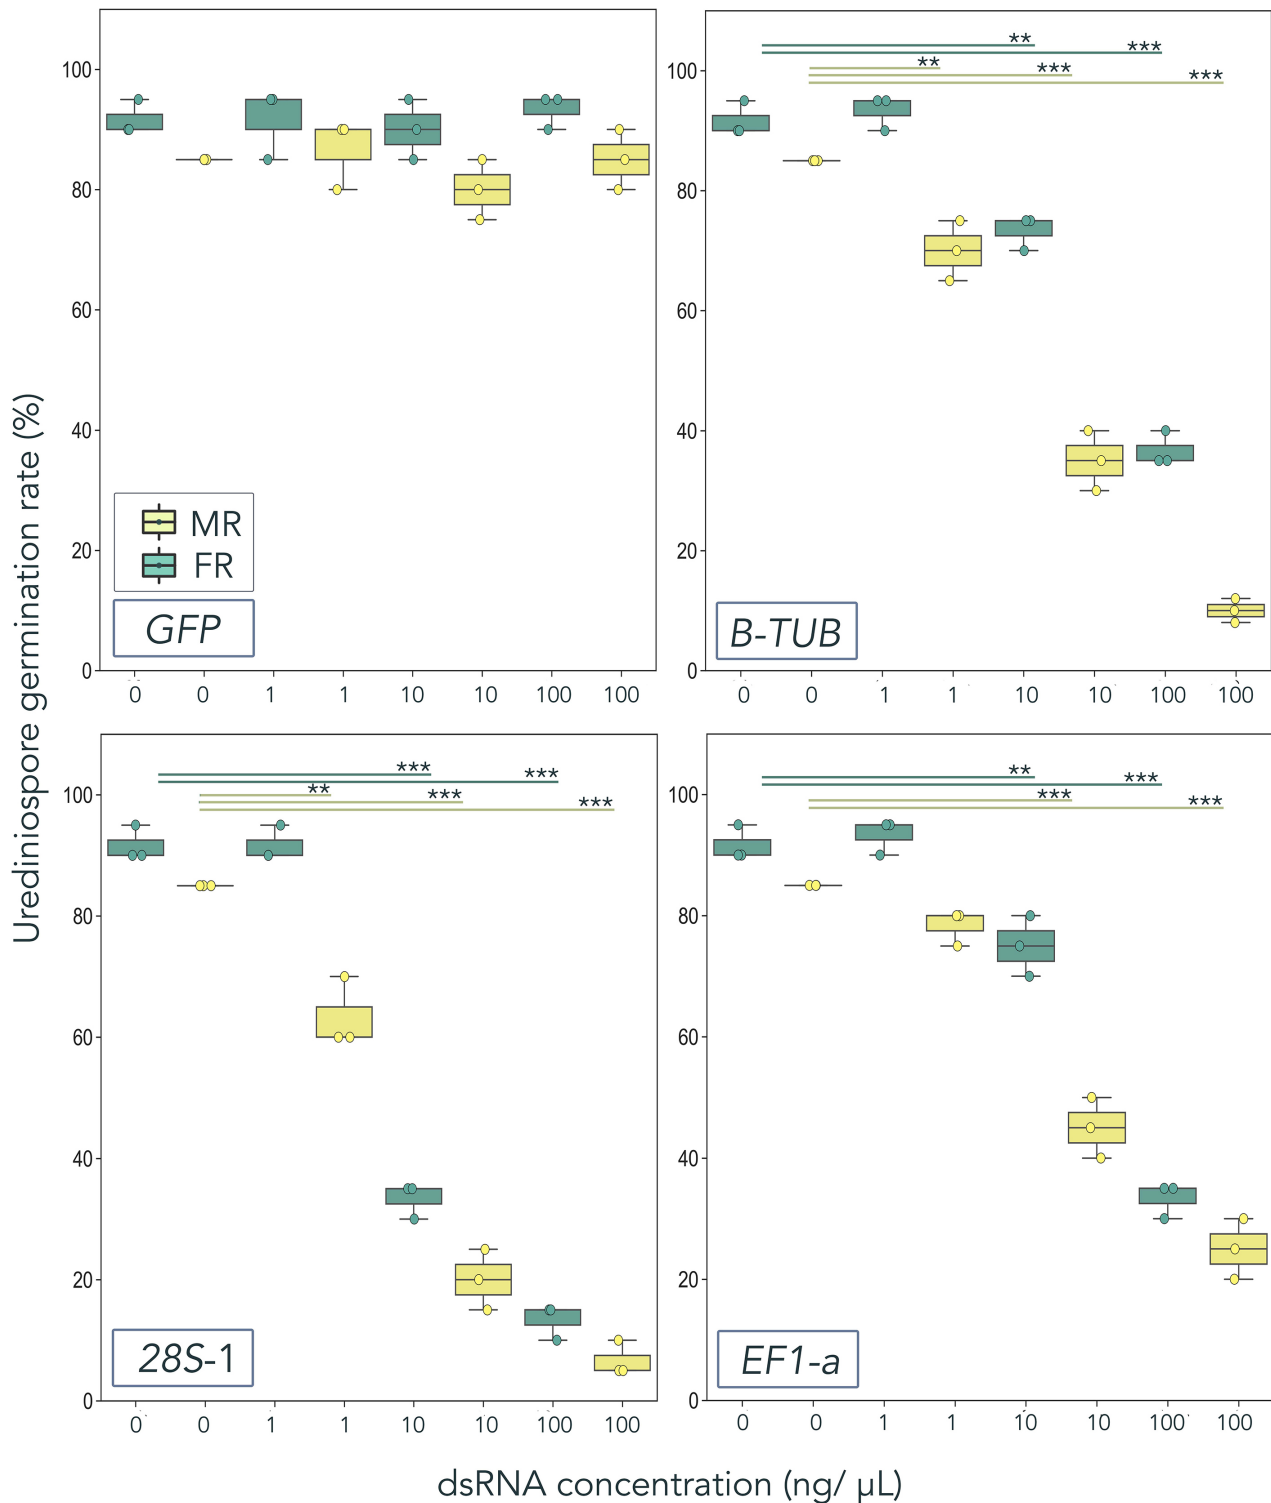 Urediniospore germination rate (%)
100
80
60
40
20
0
MR
FR
GFP
0 0 1 1 10 10 100 100
** ***
** *** ***
100
80
60
40
20
0
B-TUB
0 0 1 1 10 10 100 100
*** ***
** *** ***
100
80
60
40
20
0
28S-1
0 0 1 1 10 10 100 100
** ***
*** ***
100
80
60
40
20
0
EF1-a
0 0 1 1 10 10 100 100
dsRNA concentration (ng/ µL)